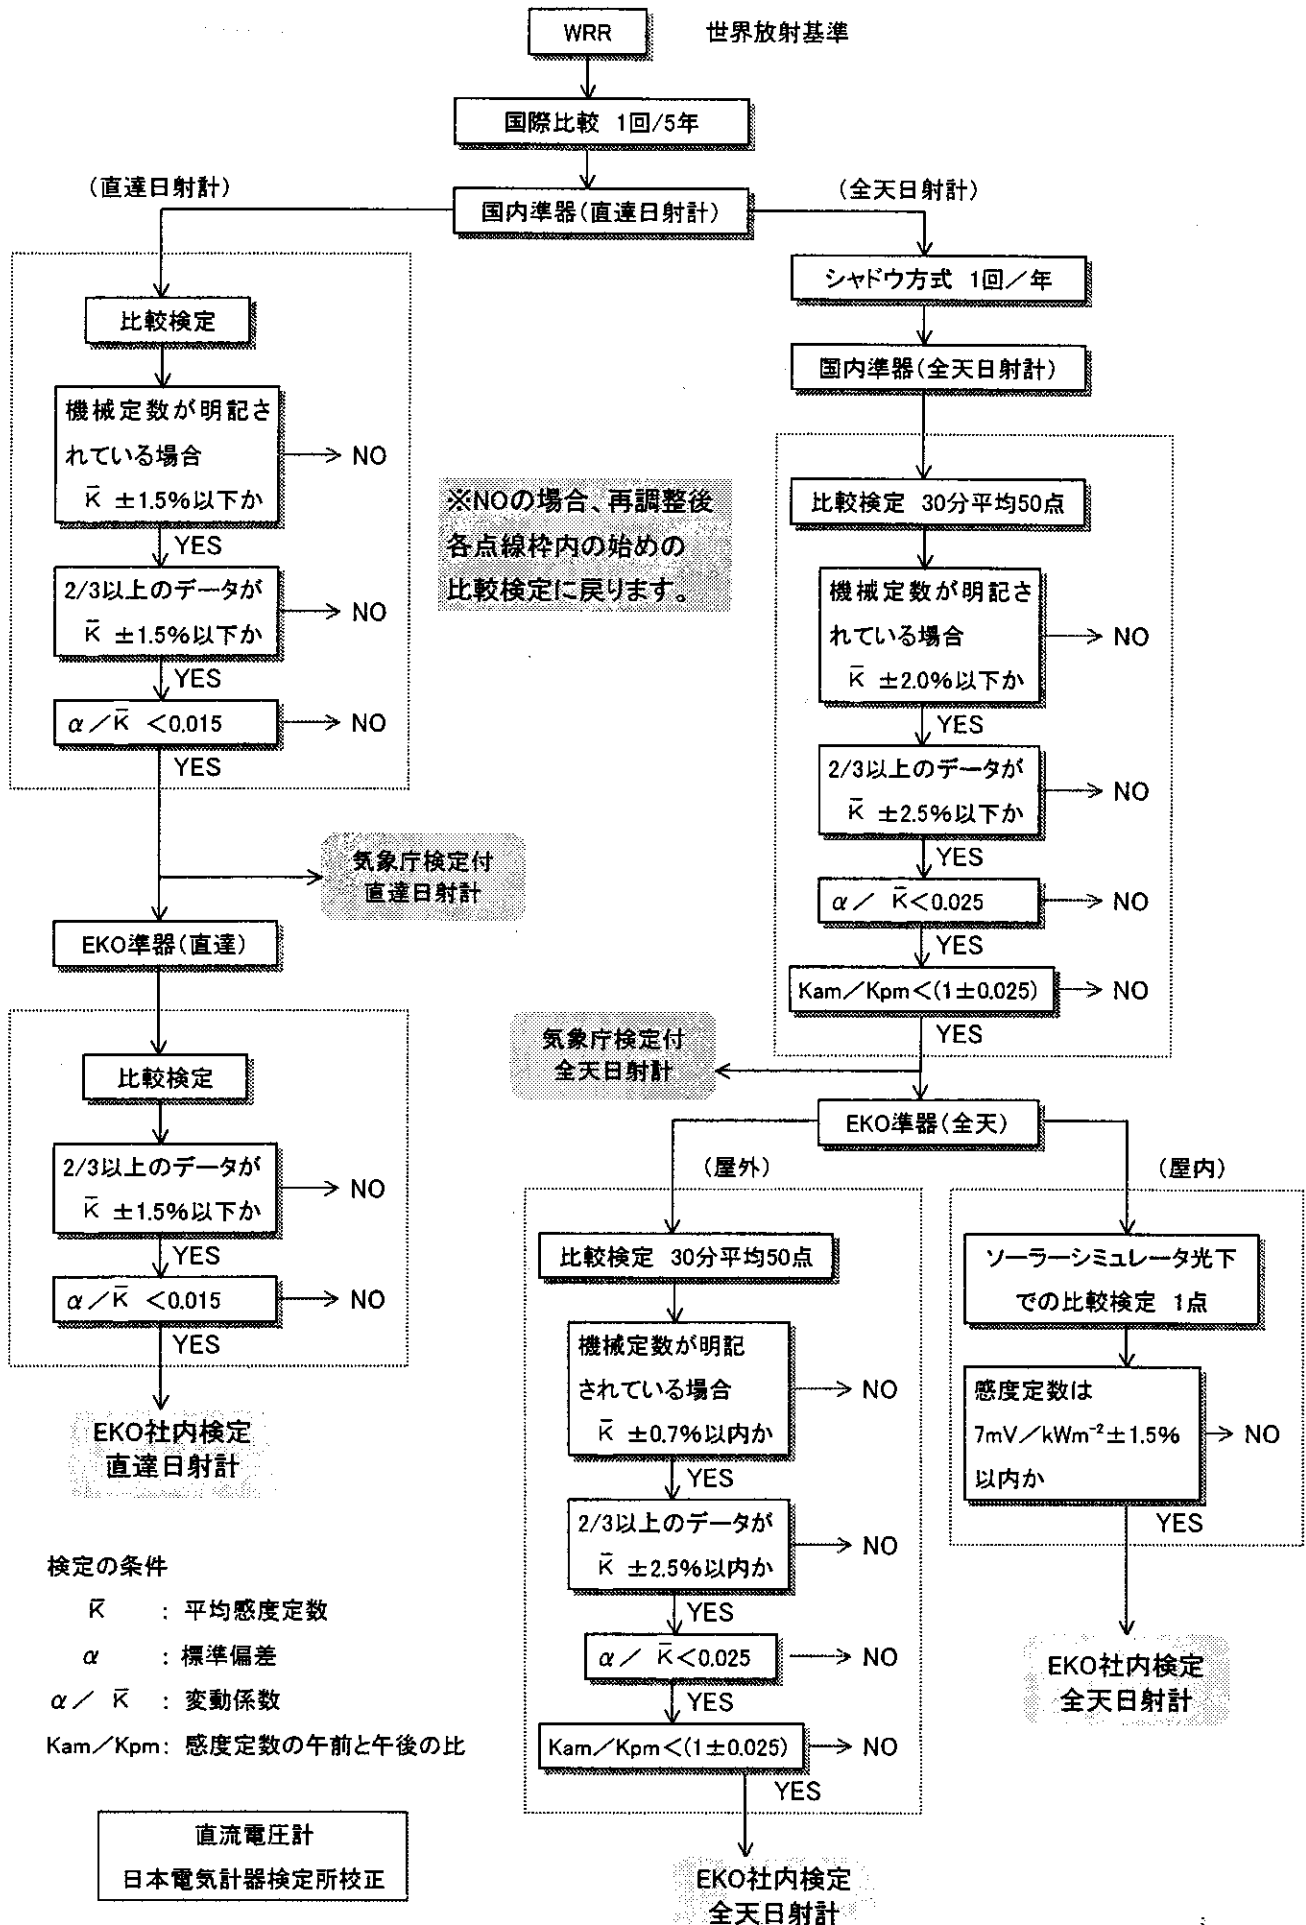 WRR
世界放射基準
国際比較 1回/5年
国内準器(直達日射計)
(直達日射計)
比較検定
機械定数が明記さ
れている場合
K̄ ±1.5%以下か
NO
YES
2/3以上のデータが
K̄ ±1.5%以下か
NO
YES
α／K̄ ＜0.015
NO
YES
気象庁検定付
直達日射計
EKO準器(直達)
比較検定
2/3以上のデータが
K̄ ±1.5%以下か
NO
YES
α／K̄ ＜0.015
NO
YES
EKO社内検定
直達日射計
※NOの場合、再調整後
各点線枠内の始めの
比較検定に戻ります。
(全天日射計)
シャドウ方式 1回／年
国内準器(全天日射計)
比較検定 30分平均50点
機械定数が明記さ
れている場合
K̄ ±2.0%以下か
NO
YES
2/3以上のデータが
K̄ ±2.5%以下か
NO
YES
α／ K̄＜0.025
NO
YES
Kam／Kpm＜(1±0.025)
NO
YES
気象庁検定付
全天日射計
EKO準器(全天)
(屋外)
比較検定 30分平均50点
機械定数が明記
されている場合
K̄ ±0.7%以内か
NO
YES
2/3以上のデータが
K̄ ±2.5%以内か
NO
YES
α／ K̄＜0.025
NO
YES
Kam／Kpm＜(1±0.025)
NO
YES
EKO社内検定
全天日射計
(屋内)
ソーラーシミュレータ光下
での比較検定 1点
感度定数は
7mV／kWm⁻²±1.5%
以内か
NO
YES
EKO社内検定
全天日射計
検定の条件
K̄ : 平均感度定数
α : 標準偏差
α／ K̄ : 変動係数
Kam／Kpm: 感度定数の午前と午後の比
直流電圧計
日本電気計器検定所校正